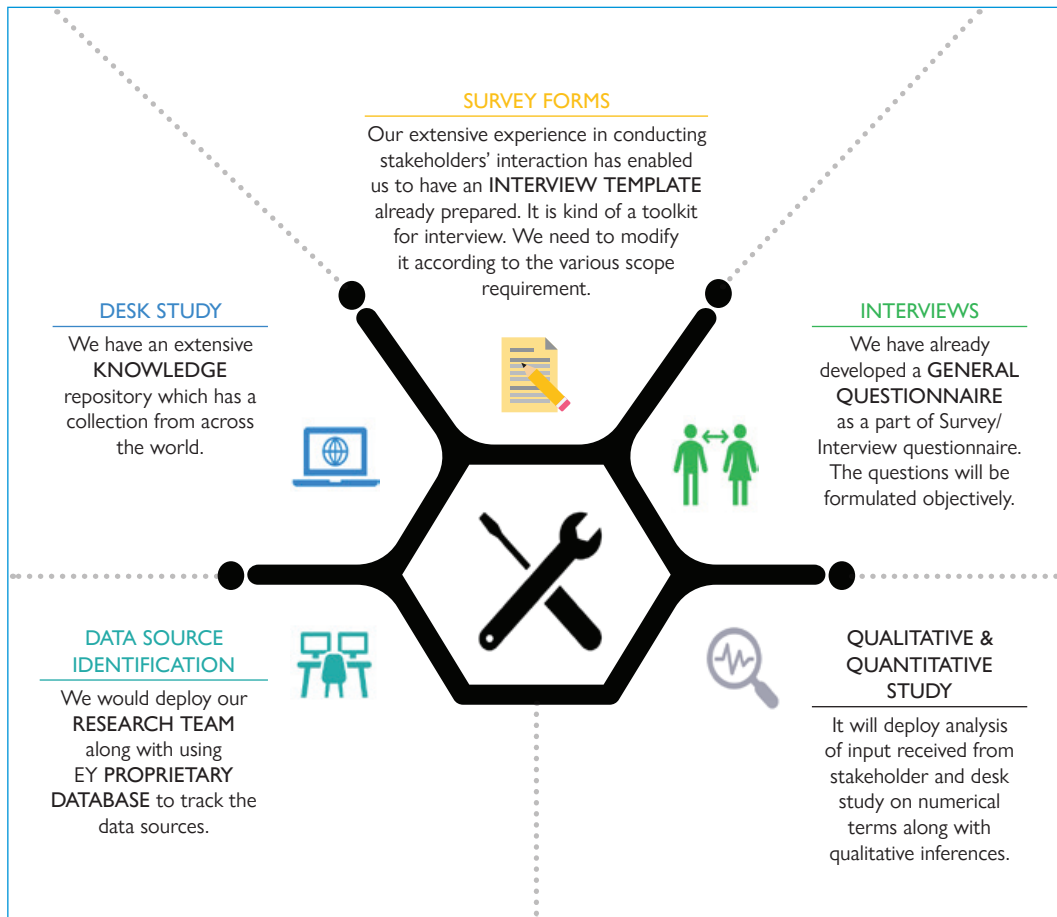 SURVEY FORMS
Our extensive experience in conducting
stakeholders' interaction has enabled
us to have an INTERVIEW TEMPLATE
already prepared. It is kind of a toolkit
for interview. We need to modify
it according to the various scope
requirement.
DESK STUDY
We have an extensive
KNOWLEDGE
repository which has a
collection from across
the world.
INTERVIEWS
We have already
developed a GENERAL
QUESTIONNAIRE
as a part of Survey/
Interview questionnaire.
The questions will be
formulated objectively.
DATA SOURCE
IDENTIFICATION
We would deploy our
RESEARCH TEAM
along with using
EY PROPRIETARY
DATABASE to track the
data sources.
QUALITATIVE &
QUANTITATIVE
STUDY
It will deploy analysis
of input received from
stakeholder and desk
study on numerical
terms along with
qualitative inferences.